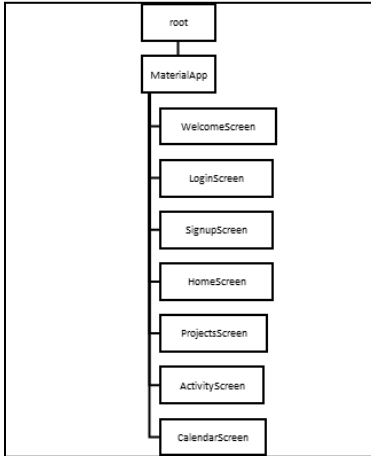 root
MaterialApp
WelcomeScreen
LoginScreen
SignupScreen
HomeScreen
ProjectsScreen
ActivityScreen
CalendarScreen